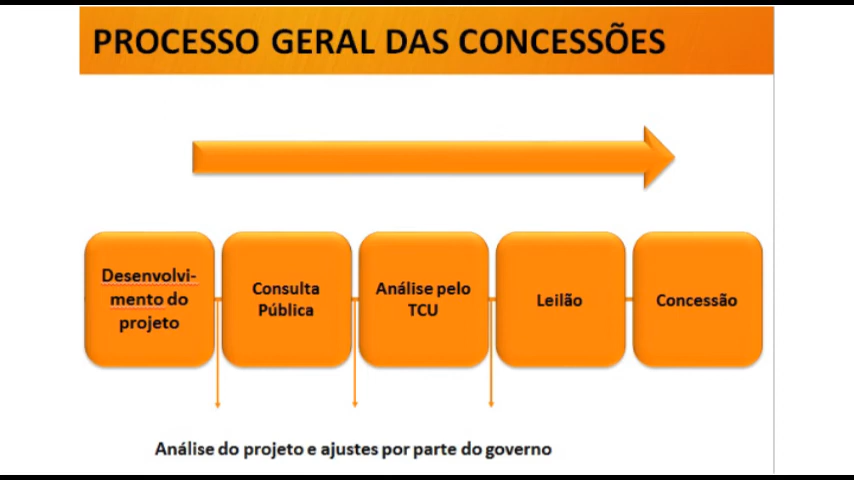 PROCESSO GERAL DAS CONCESSÕES
Desenvolvi-
mento do
projeto
Consulta
Pública
Análise pelo
TCU
Leilão
Concessão
Análise do projeto e ajustes por parte do governo